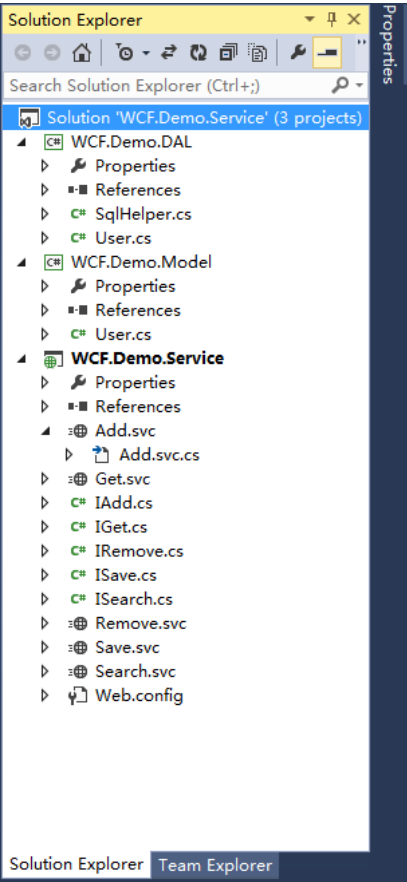 Solution Explorer
Properties
Search Solution Explorer (Ctrl+;)
Solution 'WCF.Demo.Service' (3 projects)
C# WCF.Demo.DAL
Properties
References
C# SqlHelper.cs
C# User.cs
C# WCF.Demo.Model
Properties
References
C# User.cs
WCF.Demo.Service
Properties
References
Add.svc
Add.svc.cs
Get.svc
C# IAdd.cs
C# IGet.cs
C# IRemove.cs
C# ISave.cs
C# ISearch.cs
Remove.svc
Save.svc
Search.svc
Web.config
Solution Explorer Team Explorer